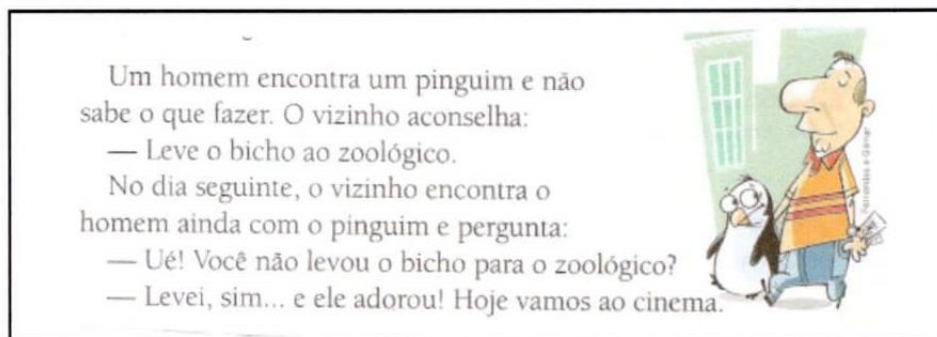 Um homem encontra um pinguim e não
sabe o que fazer. O vizinho aconselha:
— Leve o bicho ao zoológico.
No dia seguinte, o vizinho encontra o
homem ainda com o pinguim e pergunta:
— Ué! Você não levou o bicho para o zoológico?
— Levei, sim... e ele adorou! Hoje vamos ao cinema.